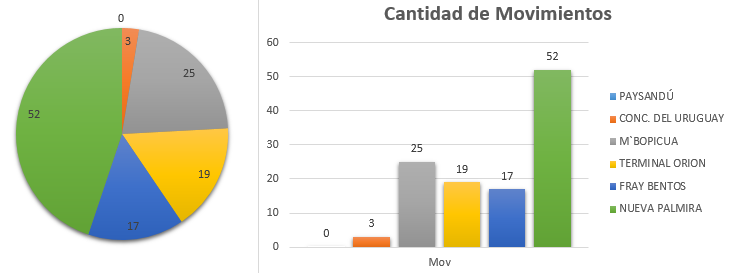 0
3
25
19
17
52
Cantidad de Movimientos
60
50
40
30
20
10
0
0
3
25
19
17
52
Mov
PAYSANDÚ
CONC. DEL URUGUAY
M`BOPICUA
TERMINAL ORION
FRAY BENTOS
NUEVA PALMIRA